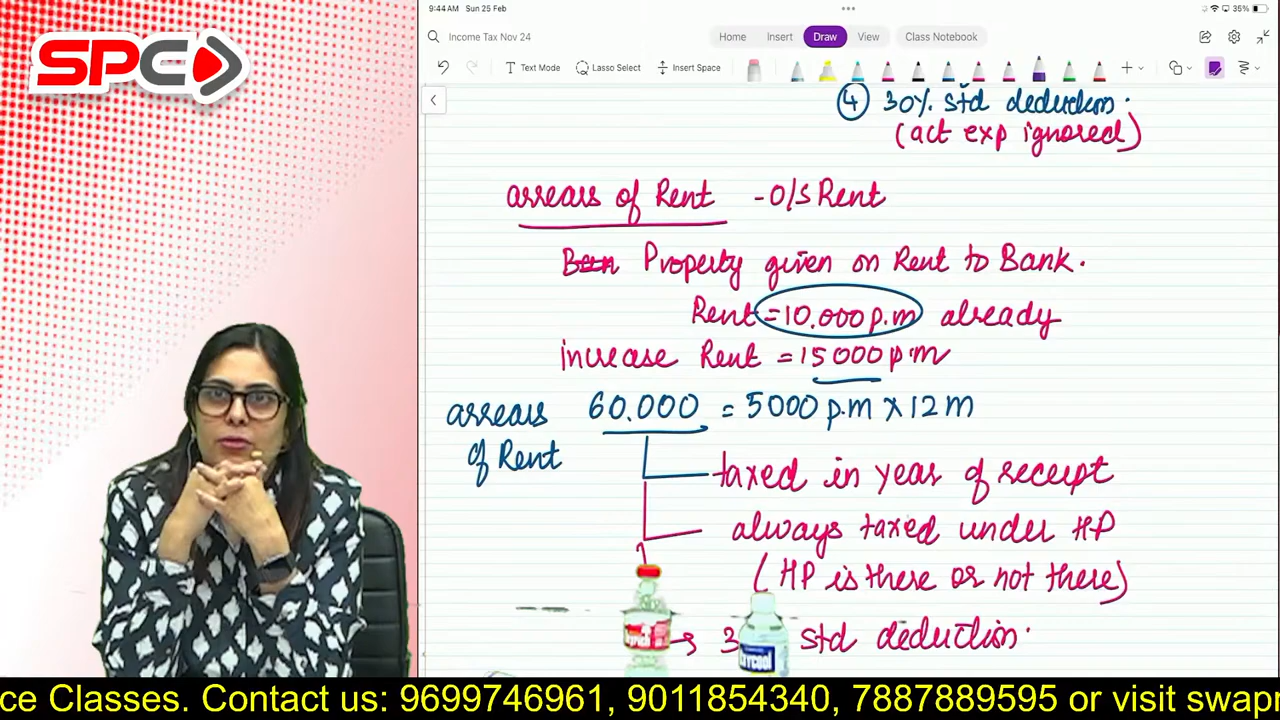 9:44 AM Sun 25 Feb
35%
SPC
Income Tax Nov 24
Home Insert Draw View Class Notebook
Text Mode Lasso Select Insert Space
④ 30% std deduction.
(act exp ignored)
arrears of Rent - O/S Rent
Property given on Rent to Bank.
Rent = 10.000 p.m already
increase Rent = 15000 p.m
arrears 60.000 = 5000 p.m × 12 m
of Rent
taxed in year of receipt
always taxed under HP
(HP is there or not there)
3 std deduction.
ce Classes. Contact us: 9699746961, 9011854340, 7887889595 or visit swapr